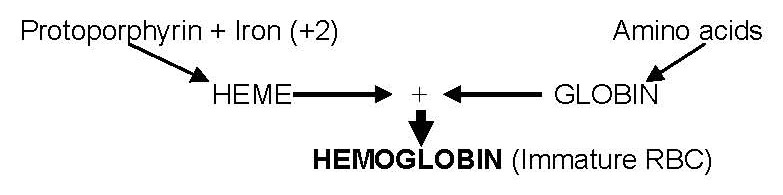 Protoporphyrin + Iron (+2) Amino acids
HEME + GLOBIN
HEMOGLOBIN (Immature RBC)